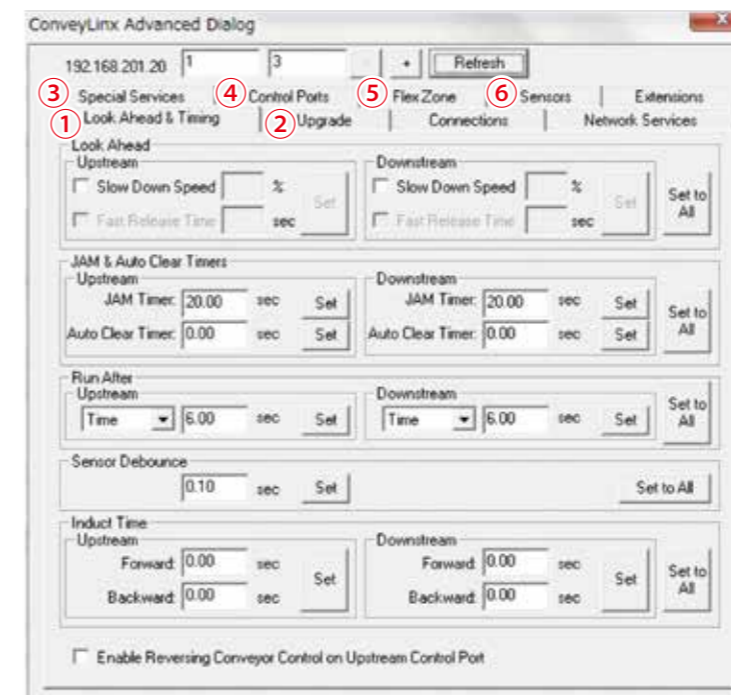 ConveyLinx Advanced Dialog
192.168.201.20 1 3 - + Refresh
③ Special Services ④ Control Ports ⑤ Flex Zone ⑥ Sensors Extensions
① Look Ahead & Timing ② Upgrade Connections Network Services
Look Ahead
Upstream Downstream
Slow Down Speed % Set Slow Down Speed % Set Set to All
Fast Release Time sec Fast Release Time sec
JAM & Auto Clear Timers
Upstream Downstream
JAM Timer: 20.00 sec Set JAM Timer: 20.00 sec Set Set to All
Auto Clear Timer: 0.00 sec Set Auto Clear Timer: 0.00 sec Set
Run After
Upstream Downstream
Time 6.00 sec Set Time 6.00 sec Set Set to All
Sensor Debounce
0.10 sec Set Set to All
Induct Time
Upstream Downstream
Forward: 0.00 sec Set Forward: 0.00 sec Set Set to All
Backward: 0.00 sec Backward: 0.00 sec
Enable Reversing Conveyor Control on Upstream Control Port